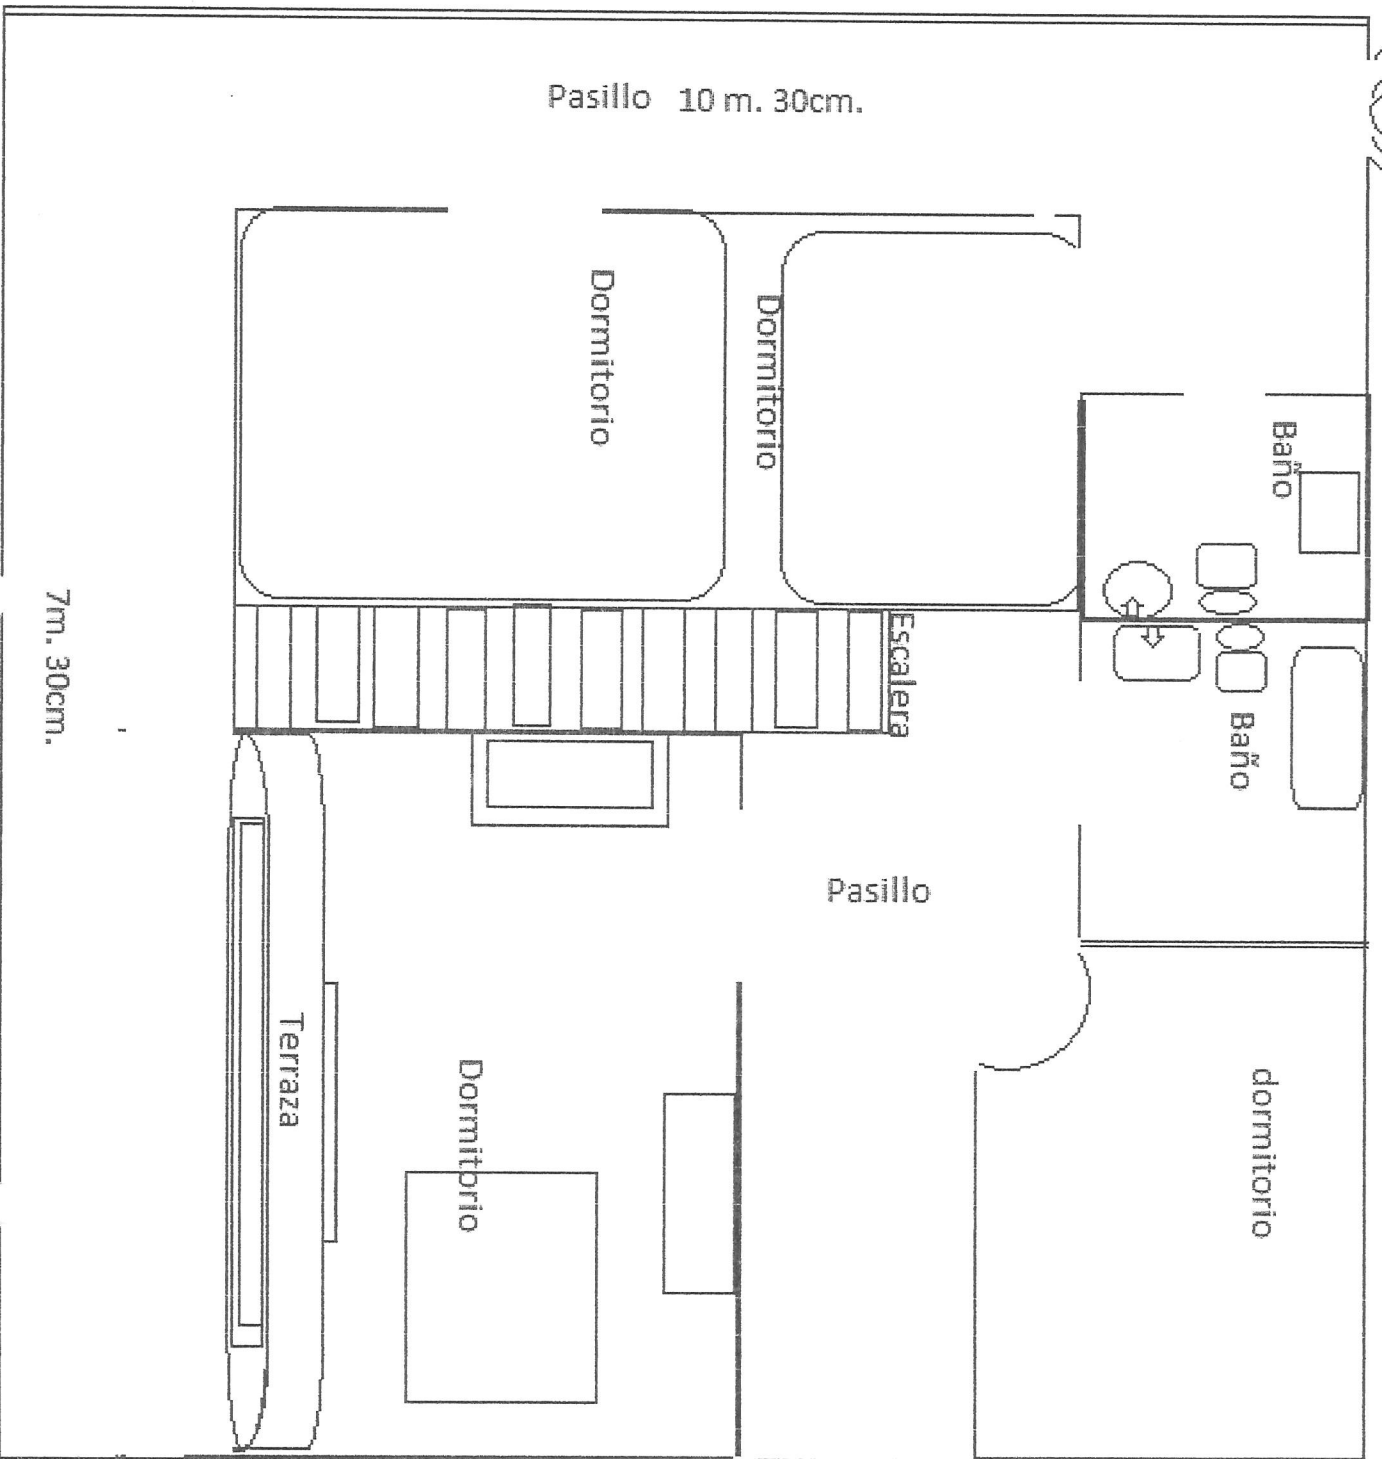 Pasillo 10 m. 30cm.
Dormitorio
Dormitorio
Baño
7m. 30cm.
Escalera
Baño
Pasillo
Terraza
Dormitorio
dormitorio